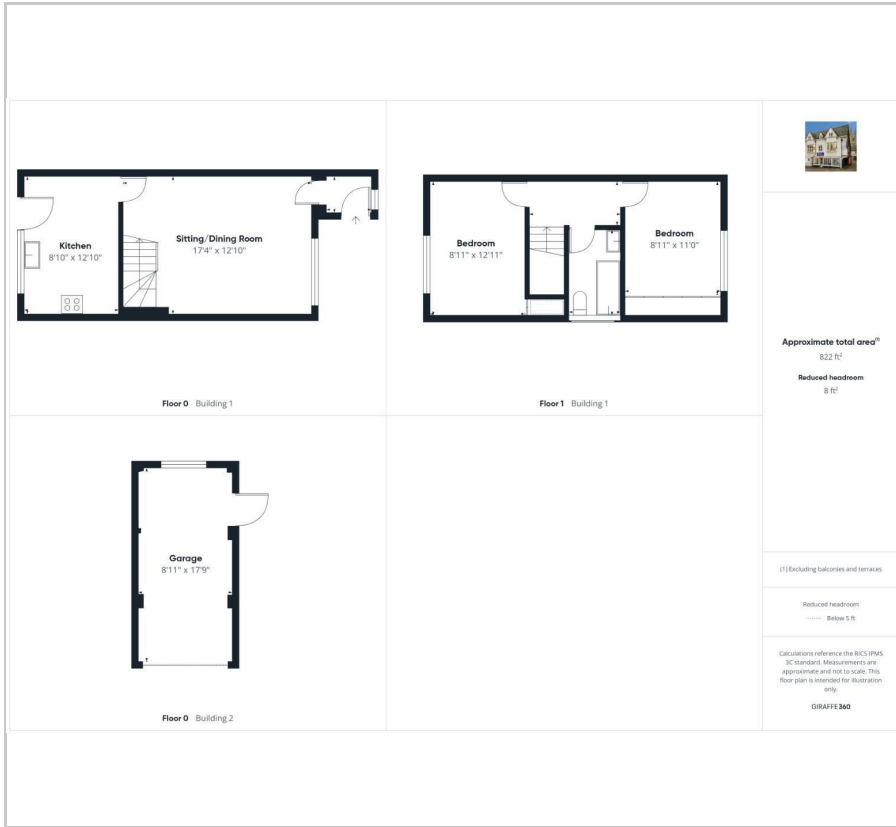 Kitchen
8'10" x 12'10"
Sitting/Dining Room
17'4" x 12'10"
Floor 0 Building 1
Bedroom
8'11" x 12'11"
Bedroom
8'11" x 11'0"
Floor 1 Building 1
Garage
8'11" x 17'9"
Floor 0 Building 2
Approximate total area⁽¹⁾
822 ft²
Reduced headroom
8 ft²
(1) Excluding balconies and terraces
Reduced headroom
Below 5 ft
Calculations reference the RICS IPMS
3C standard. Measurements are
approximate and not to scale. This
floor plan is intended for illustration
only.
GIRAFFE360